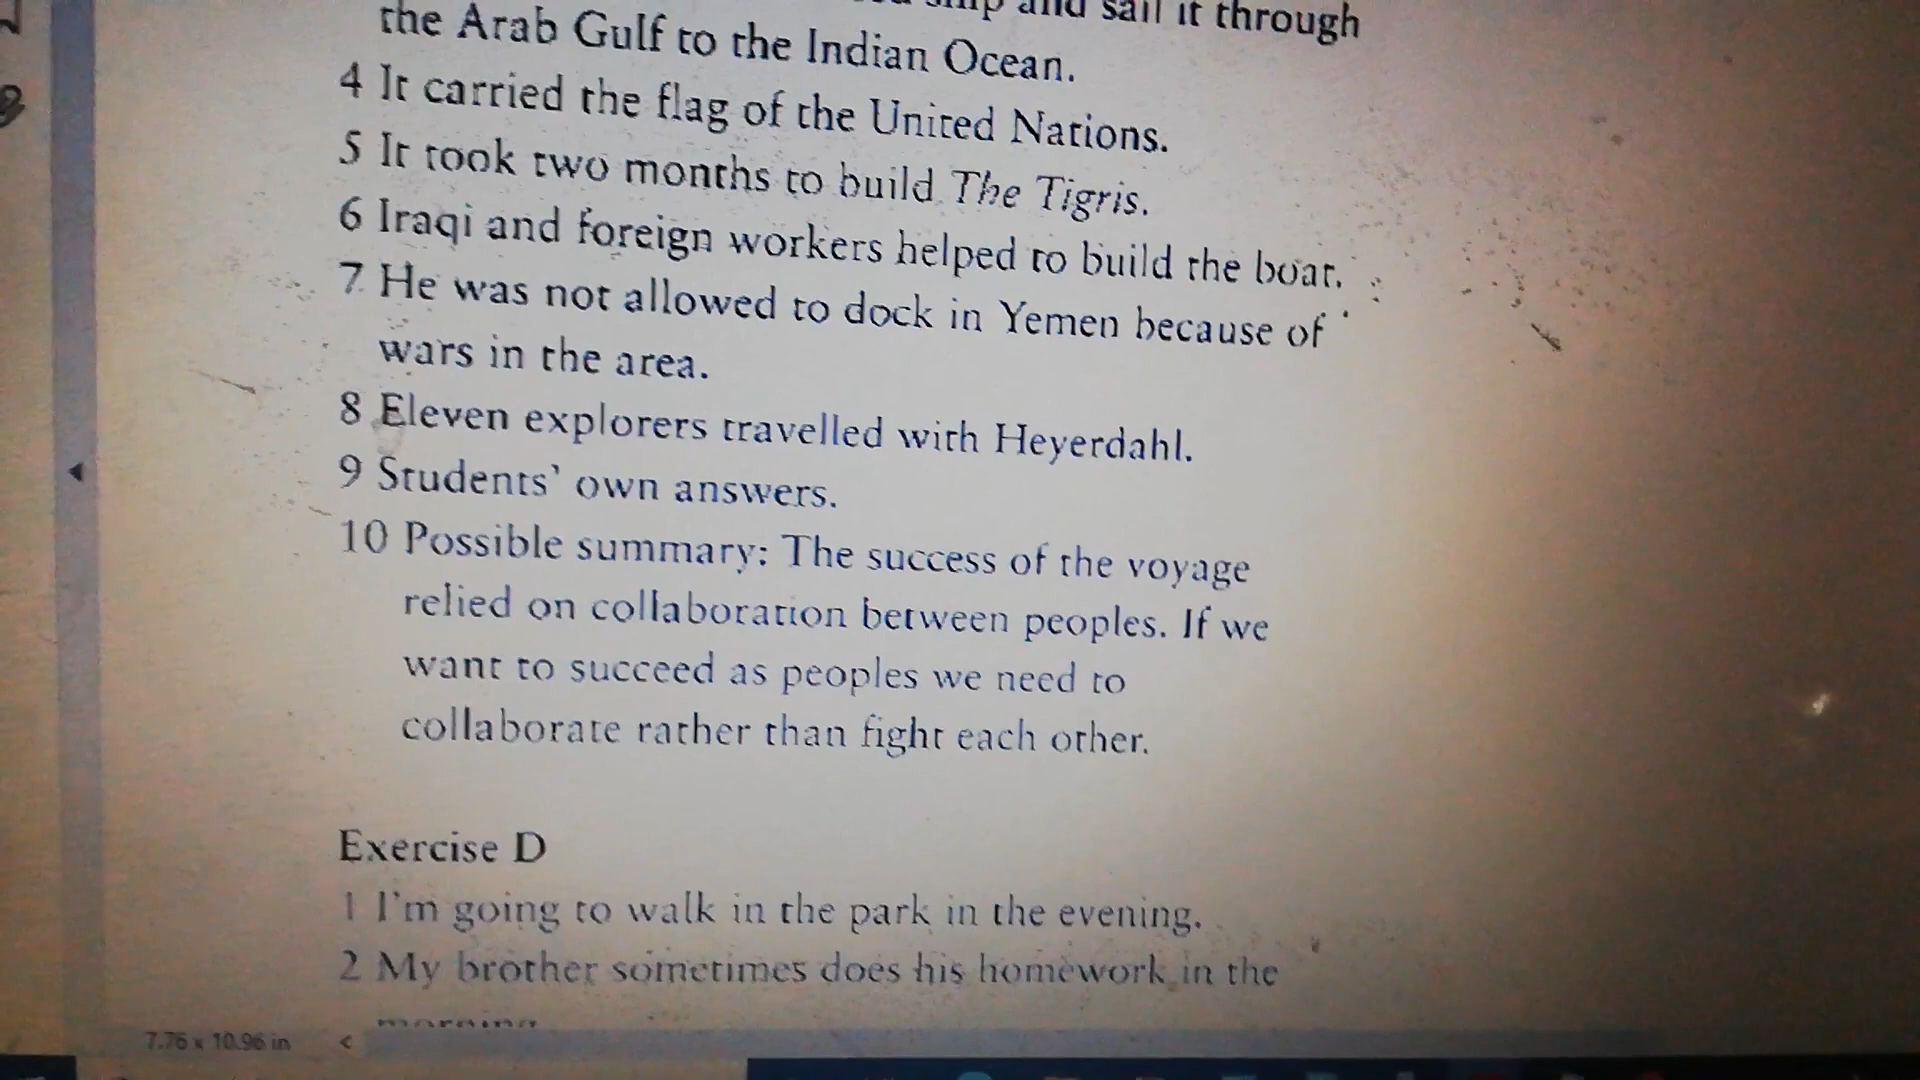 and sail it through
the Arab Gulf to the Indian Ocean.
4 It carried the flag of the United Nations.
5 It took two months to build The Tigris.
6 Iraqi and foreign workers helped to build the boat.
7 He was not allowed to dock in Yemen because of
wars in the area.
8 Eleven explorers travelled with Heyerdahl.
9 Students' own answers.
10 Possible summary: The success of the voyage
relied on collaboration between peoples. If we
want to succeed as peoples we need to
collaborate rather than fight each other.
Exercise D
1 I'm going to walk in the park in the evening.
2 My brother sometimes does his homework in the
7.76 x 10.96 in